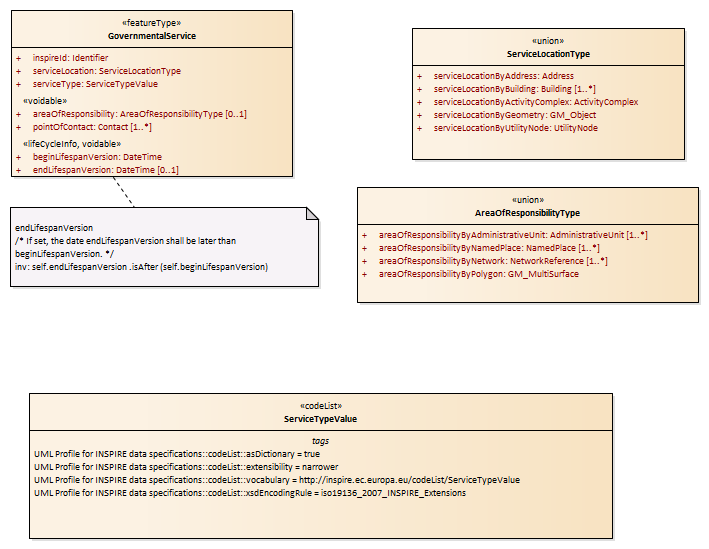 «featureType»
GovernmentalService
+ inspireId: Identifier
+ serviceLocation: ServiceLocationType
+ serviceType: ServiceTypeValue
«voidable»
+ areaOfResponsibility: AreaOfResponsibilityType [0..1]
+ pointOfContact: Contact [1..*]
«lifeCycleInfo, voidable»
+ beginLifespanVersion: DateTime
+ endLifespanVersion: DateTime [0..1]
endLifespanVersion
/* If set, the date endLifespanVersion shall be later than
beginLifespanVersion. */
inv: self.endLifespanVersion .isAfter (self.beginLifespanVersion)
«union»
ServiceLocationType
+ serviceLocationByAddress: Address
+ serviceLocationByBuilding: Building [1..*]
+ serviceLocationByActivityComplex: ActivityComplex
+ serviceLocationByGeometry: GM_Object
+ serviceLocationByUtilityNode: UtilityNode
«union»
AreaOfResponsibilityType
+ areaOfResponsibilityByAdministrativeUnit: AdministrativeUnit [1..*]
+ areaOfResponsibilityByNamedPlace: NamedPlace [1..*]
+ areaOfResponsibilityByNetwork: NetworkReference [1..*]
+ areaOfResponsibilityByPolygon: GM_MultiSurface
«codeList»
ServiceTypeValue
tags
UML Profile for INSPIRE data specifications::codeList::asDictionary = true
UML Profile for INSPIRE data specifications::codeList::extensibility = narrower
UML Profile for INSPIRE data specifications::codeList::vocabulary = http://inspire.ec.europa.eu/codeList/ServiceTypeValue
UML Profile for INSPIRE data specifications::codeList::xsdEncodingRule = iso19136_2007_INSPIRE_Extensions